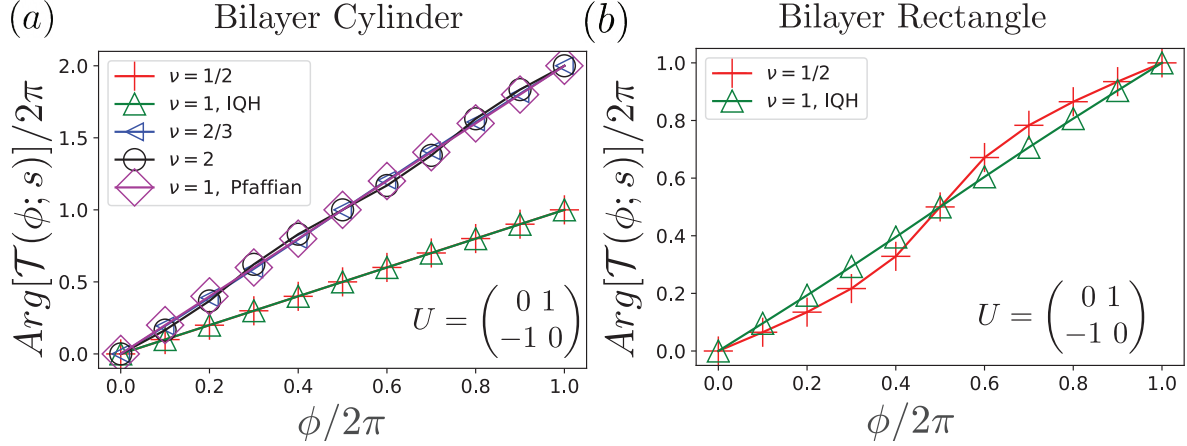 (a) Bilayer Cylinder
Arg[𝒯(ϕ; s)]/2π
2.0
1.5
1.0
0.5
0.0
ν = 1/2
ν = 1, IQH
ν = 2/3
ν = 2
ν = 1, Pfaffian
U = ( 0 1
−1 0 )
0.0 0.2 0.4 0.6 0.8 1.0
ϕ/2π
(b) Bilayer Rectangle
Arg[𝒯(ϕ; s)]/2π
1.0
0.8
0.6
0.4
0.2
0.0
ν = 1/2
ν = 1, IQH
U = ( 0 1
−1 0 )
0.0 0.2 0.4 0.6 0.8 1.0
ϕ/2π